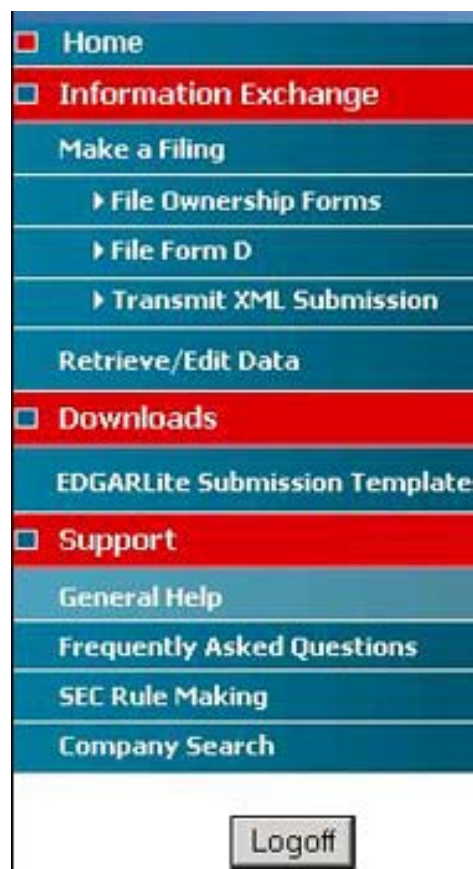 Home
Information Exchange
Make a Filing
File Ownership Forms
File Form D
Transmit XML Submission
Retrieve/Edit Data
Downloads
EDGARLite Submission Template
Support
General Help
Frequently Asked Questions
SEC Rule Making
Company Search
Logoff